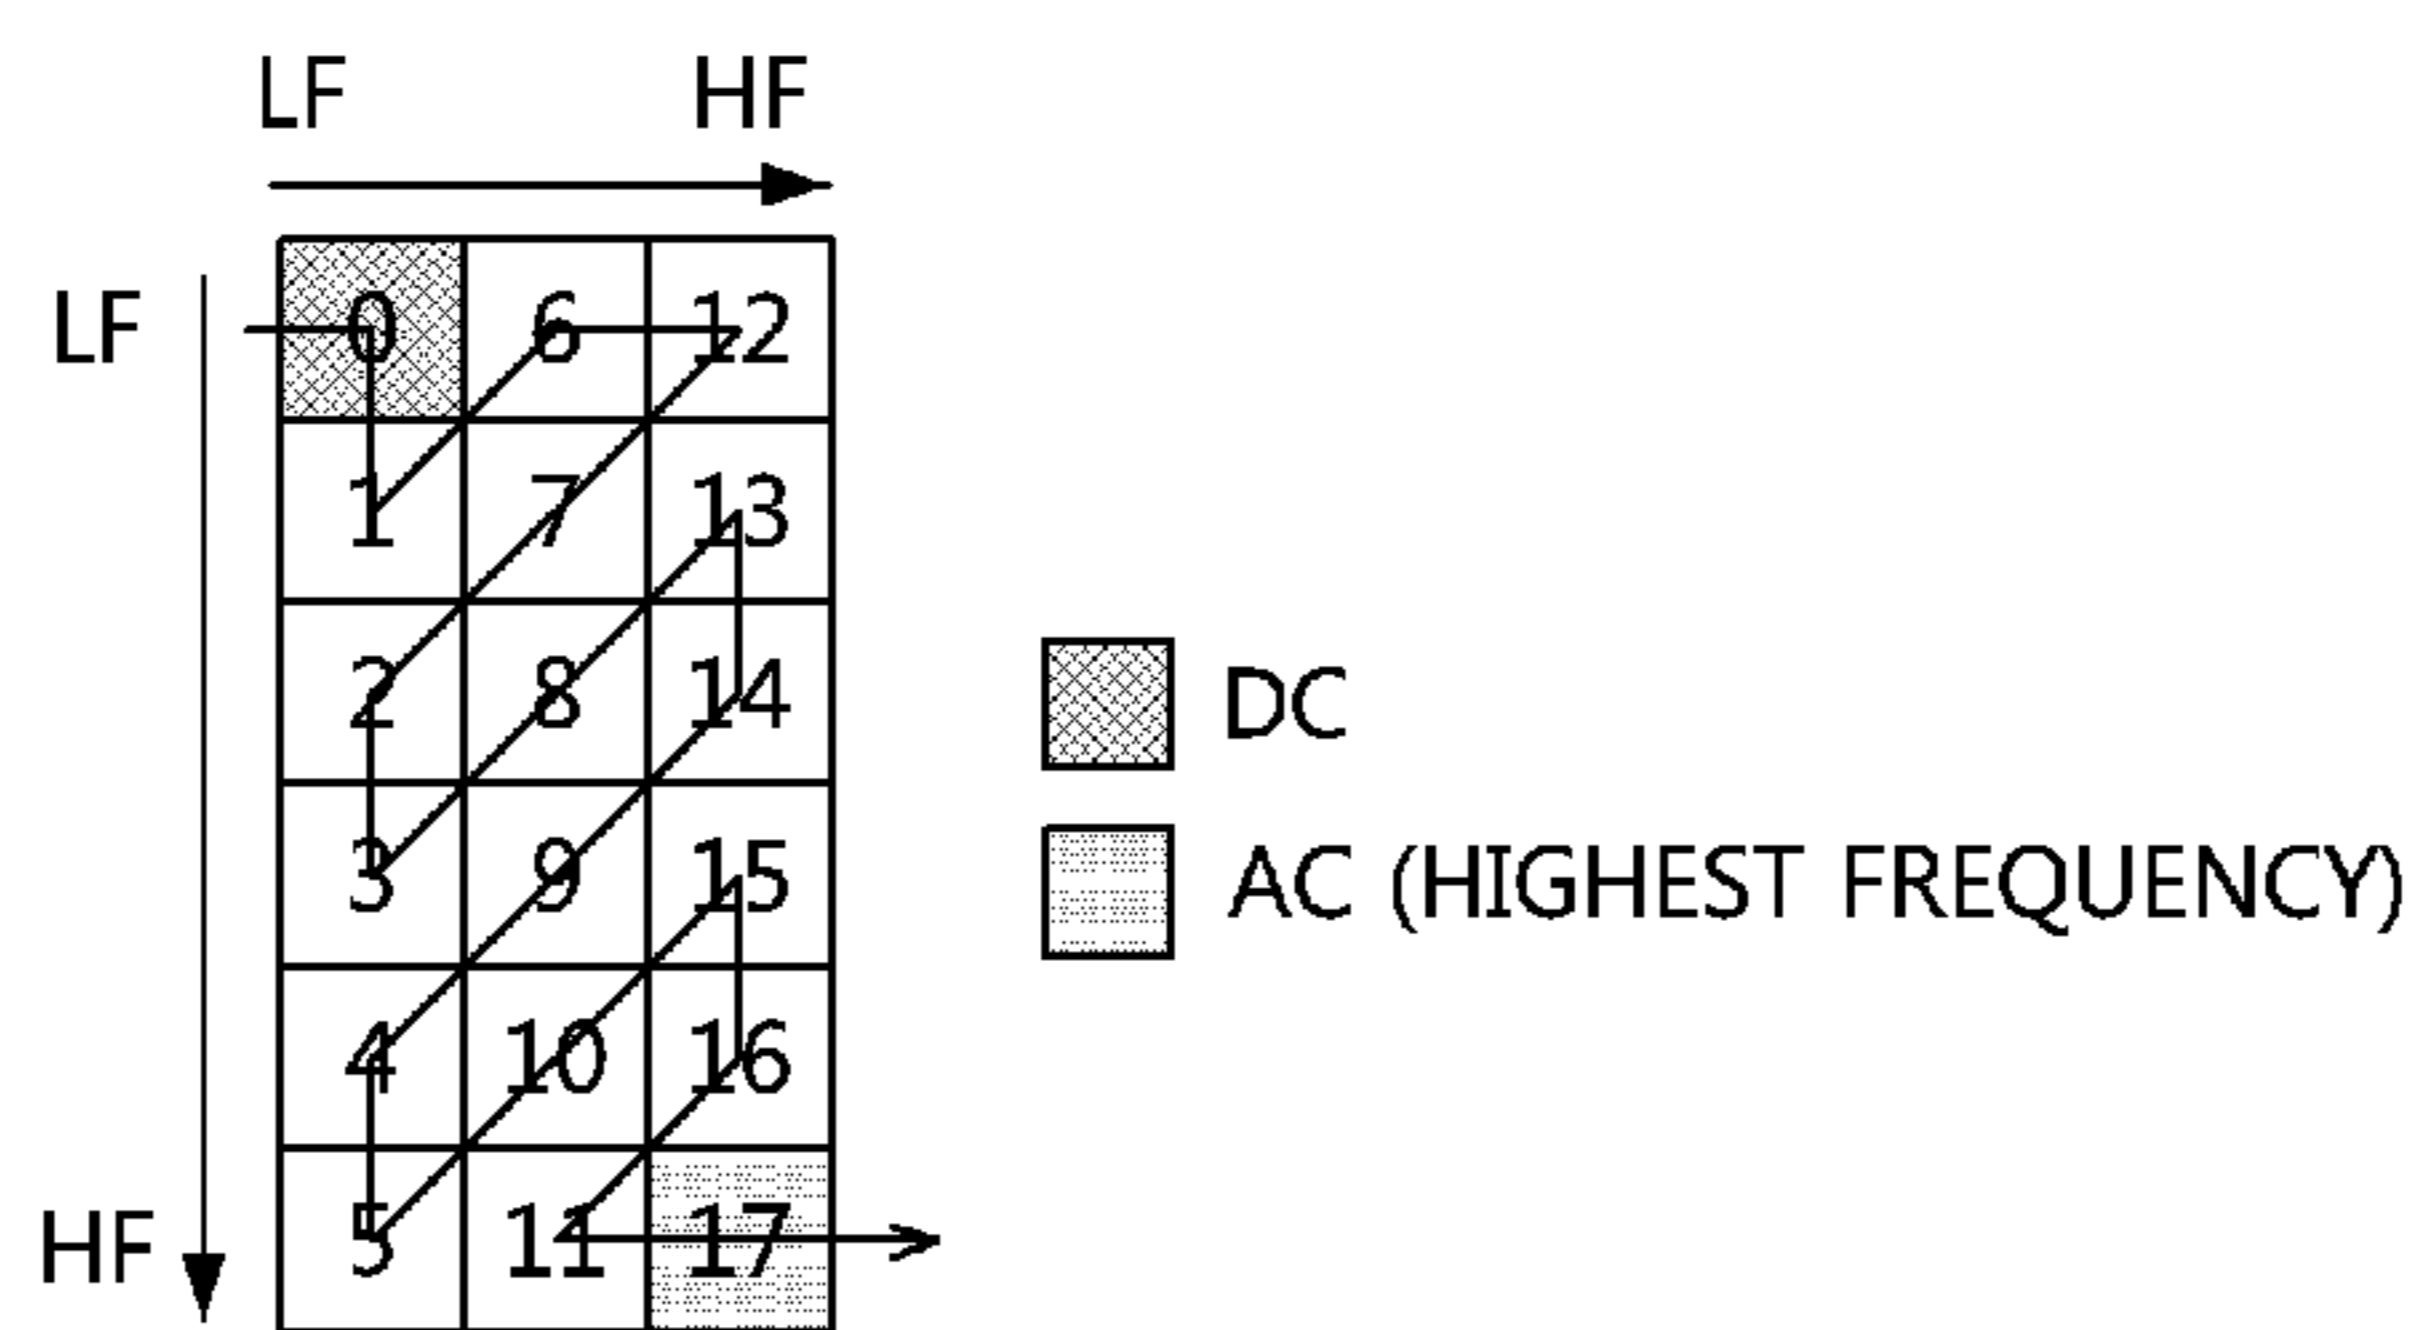 LF HF
LF 0 6 12
1 7 13
2 8 14
DC
3 9 15
AC (HIGHEST FREQUENCY)
4 10 16
HF 5 11 17